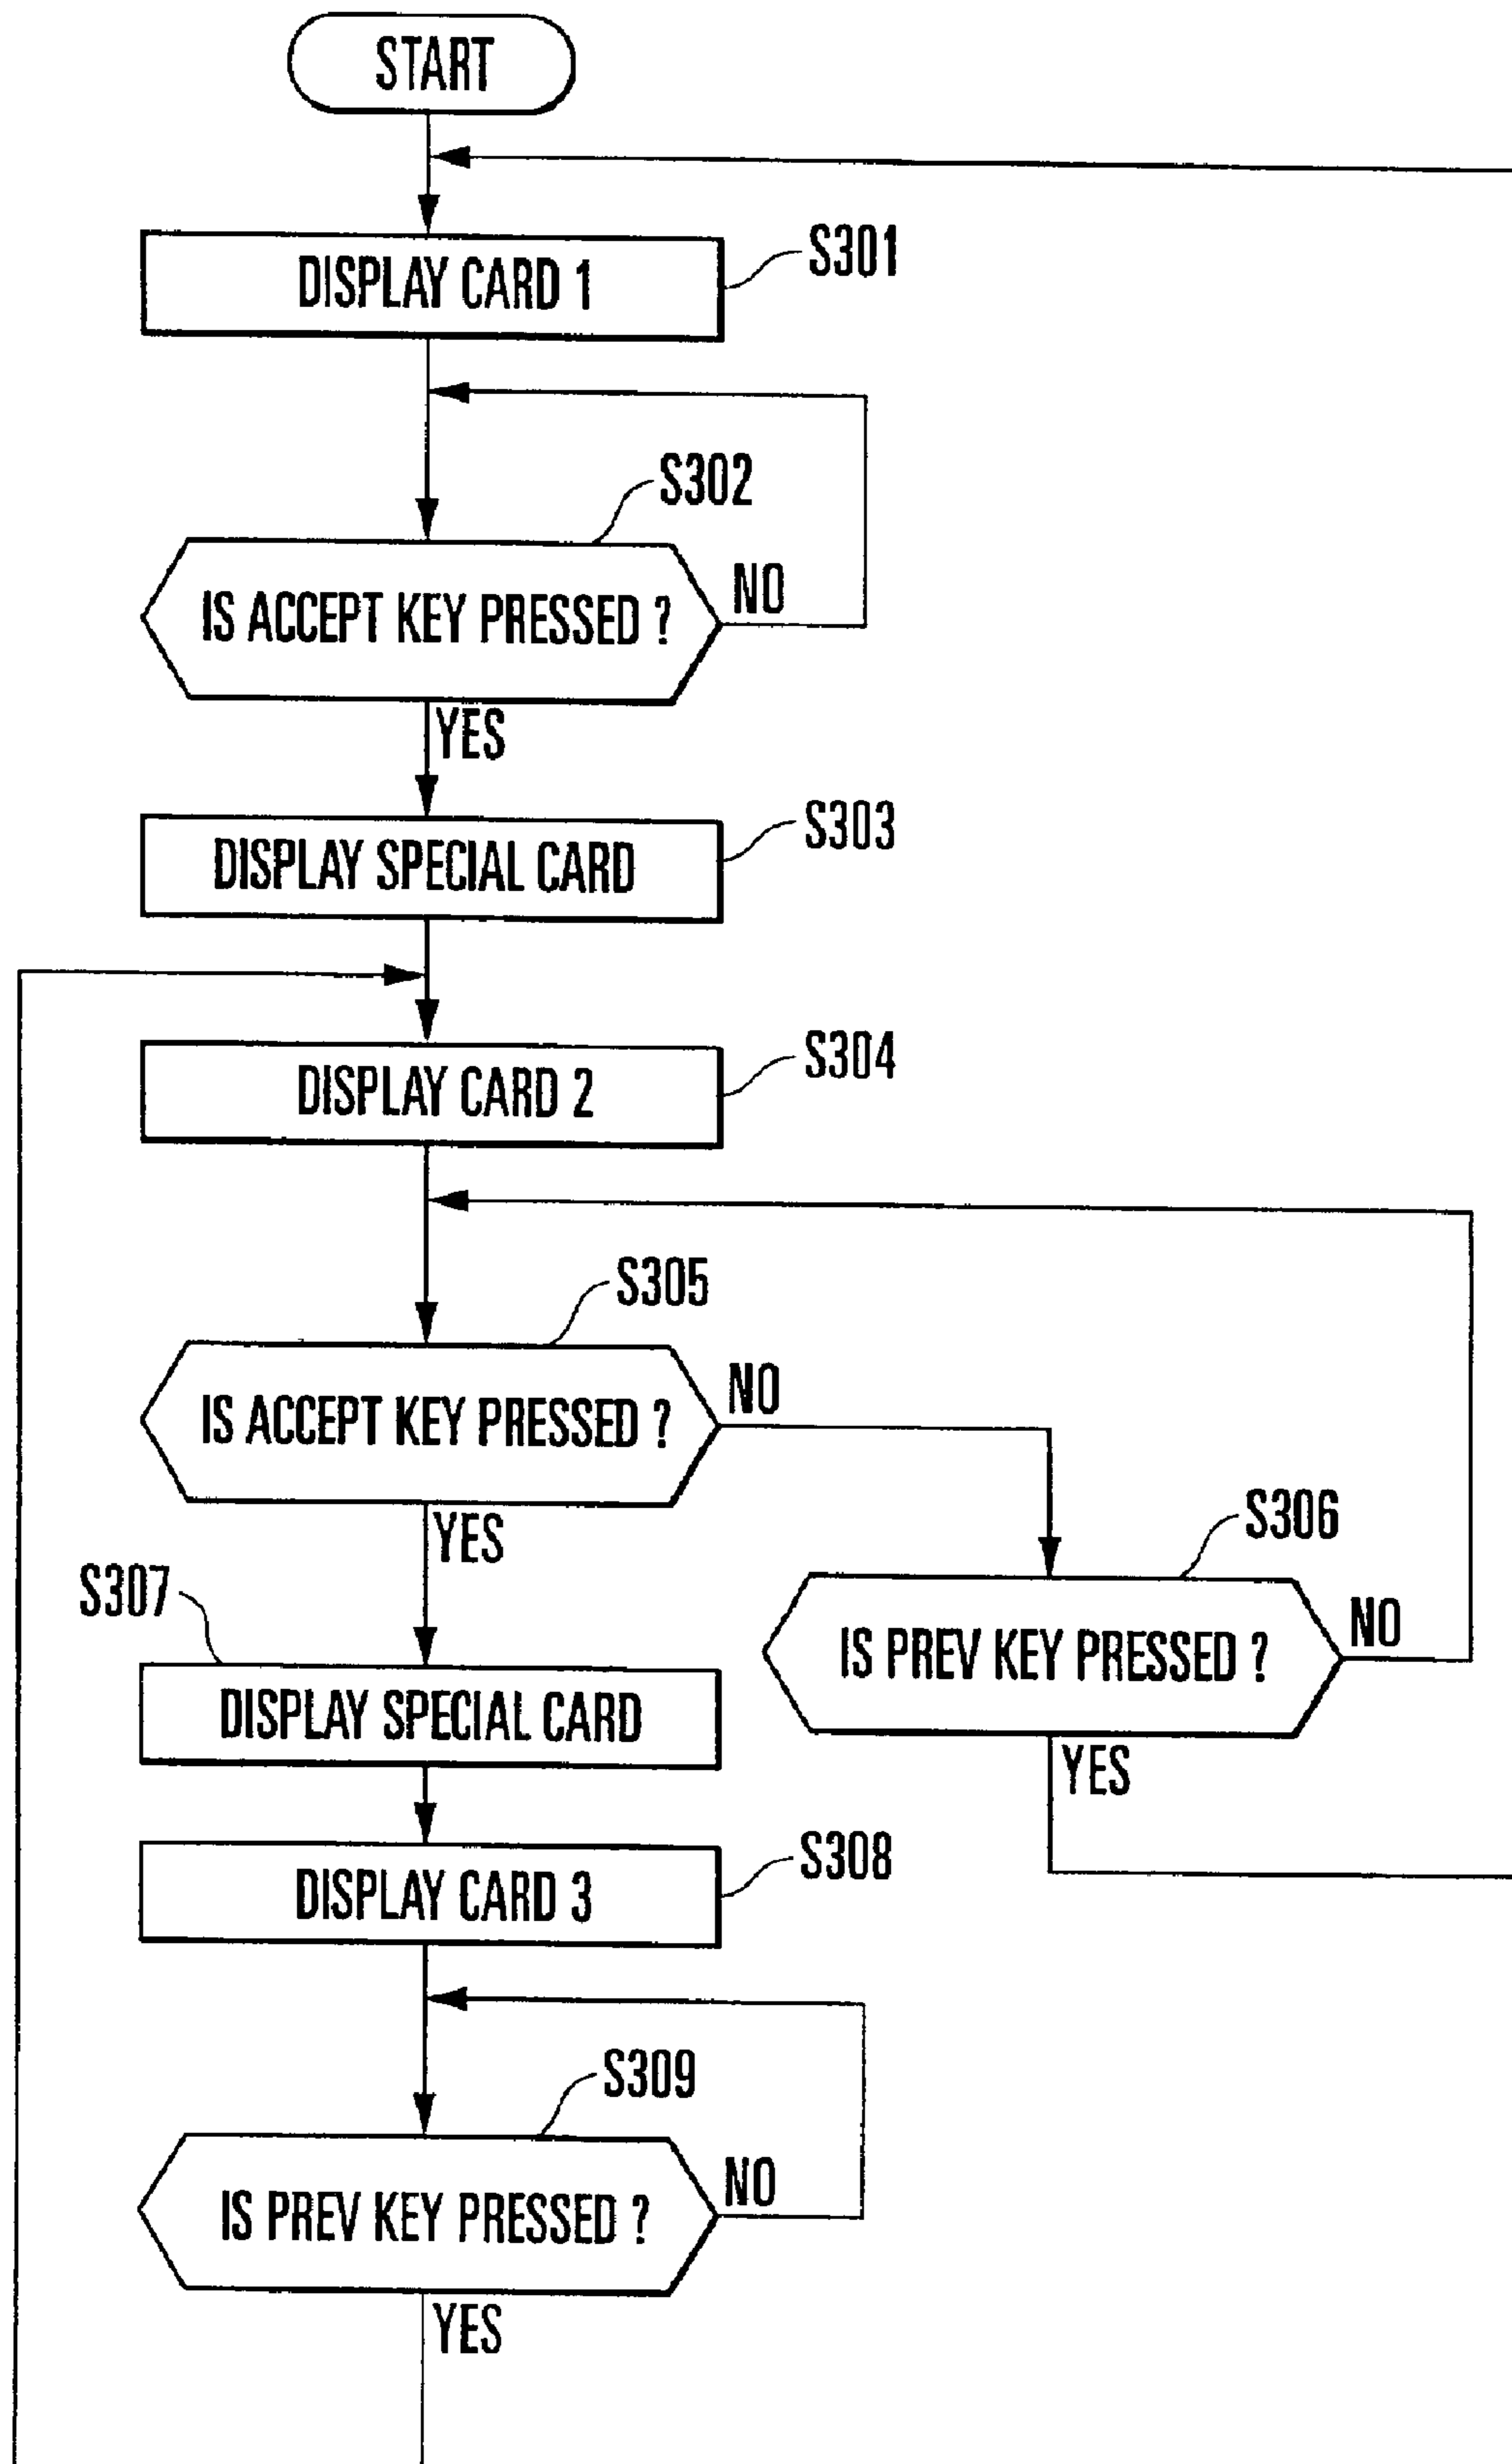 START
DISPLAY CARD 1
S301
S302
IS ACCEPT KEY PRESSED ?
NO
YES
DISPLAY SPECIAL CARD
S303
DISPLAY CARD 2
S304
S305
IS ACCEPT KEY PRESSED ?
NO
YES
S306
IS PREV KEY PRESSED ?
NO
YES
S307
DISPLAY SPECIAL CARD
DISPLAY CARD 3
S308
S309
IS PREV KEY PRESSED ?
NO
YES